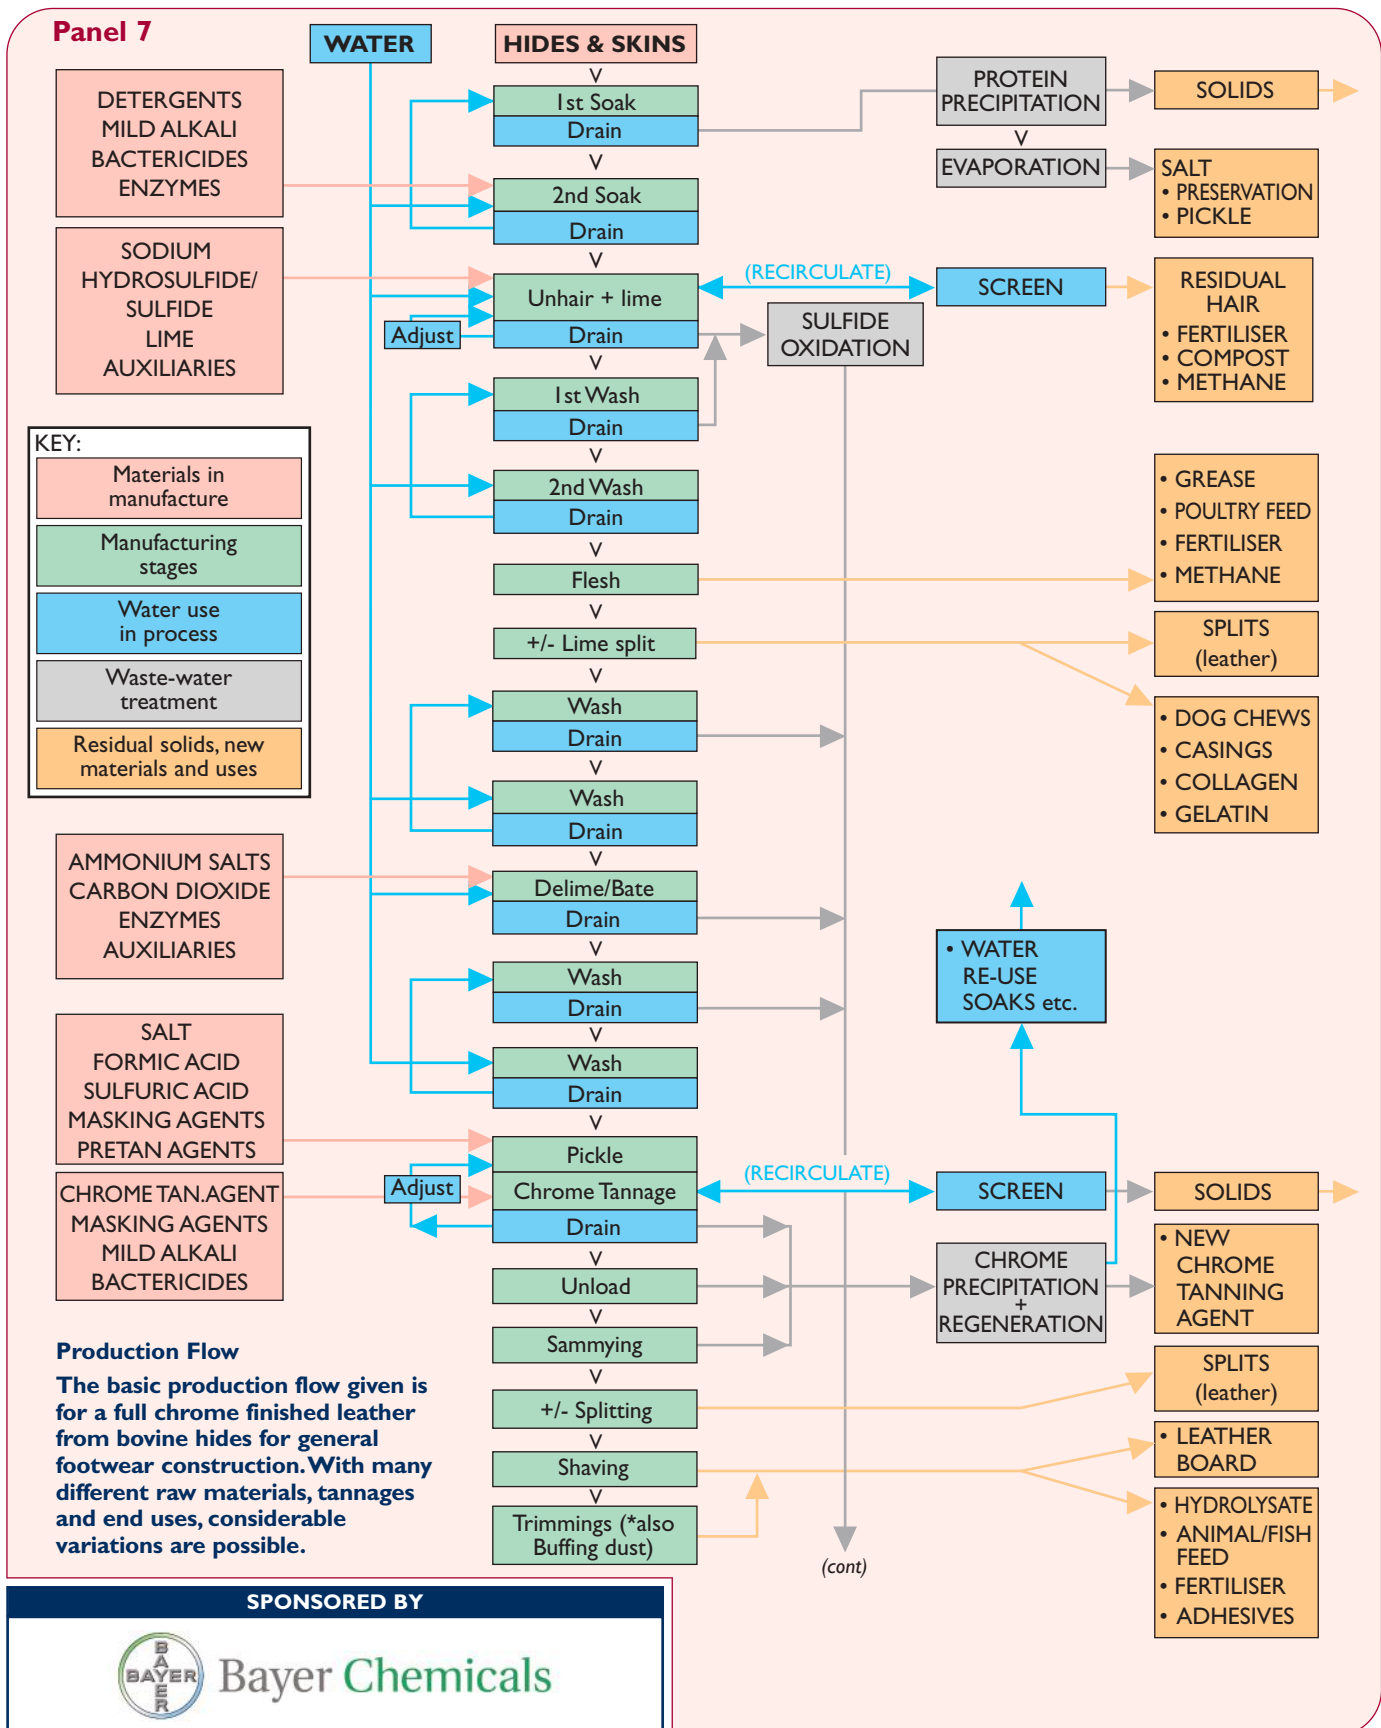 Panel 7
WATER
HIDES & SKINS
DETERGENTS
MILD ALKALI
BACTERICIDES
ENZYMES
SODIUM
HYDROSULFIDE/
SULFIDE
LIME
AUXILIARIES
KEY:
Materials in
manufacture
Manufacturing
stages
Water use
in process
Waste-water
treatment
Residual solids, new
materials and uses
AMMONIUM SALTS
CARBON DIOXIDE
ENZYMES
AUXILIARIES
SALT
FORMIC ACID
SULFURIC ACID
MASKING AGENTS
PRETAN AGENTS
CHROME TAN. AGENT
MASKING AGENTS
MILD ALKALI
BACTERICIDES
1st Soak
Drain
2nd Soak
Drain
Unhair + lime
Adjust
Drain
1st Wash
Drain
2nd Wash
Drain
Flesh
+/- Lime split
Wash
Drain
Wash
Drain
Delime/Bate
Drain
Wash
Drain
Wash
Drain
Pickle
Adjust
Chrome Tannage
Drain
Unload
Sammying
+/- Splitting
Shaving
Trimmings (*also
Buffing dust)
PROTEIN
PRECIPITATION
SOLIDS
EVAPORATION
SALT
• PRESERVATION
• PICKLE
(RECIRCULATE)
SCREEN
RESIDUAL
HAIR
• FERTILISER
• COMPOST
• METHANE
SULFIDE
OXIDATION
• GREASE
• POULTRY FEED
• FERTILISER
• METHANE
SPLITS
(leather)
• DOG CHEWS
• CASINGS
• COLLAGEN
• GELATIN
• WATER
RE-USE
SOAKS etc.
(RECIRCULATE)
SCREEN
SOLIDS
CHROME
PRECIPITATION
+
REGENERATION
• NEW
CHROME
TANNING
AGENT
SPLITS
(leather)
• LEATHER
BOARD
• HYDROLYSATE
• ANIMAL/FISH
FEED
• FERTILISER
• ADHESIVES
(cont)
Production Flow
The basic production flow given is
for a full chrome finished leather
from bovine hides for general
footwear construction. With many
different raw materials, tannages
and end uses, considerable
variations are possible.
SPONSORED BY
BAYER
BAYER
Bayer Chemicals